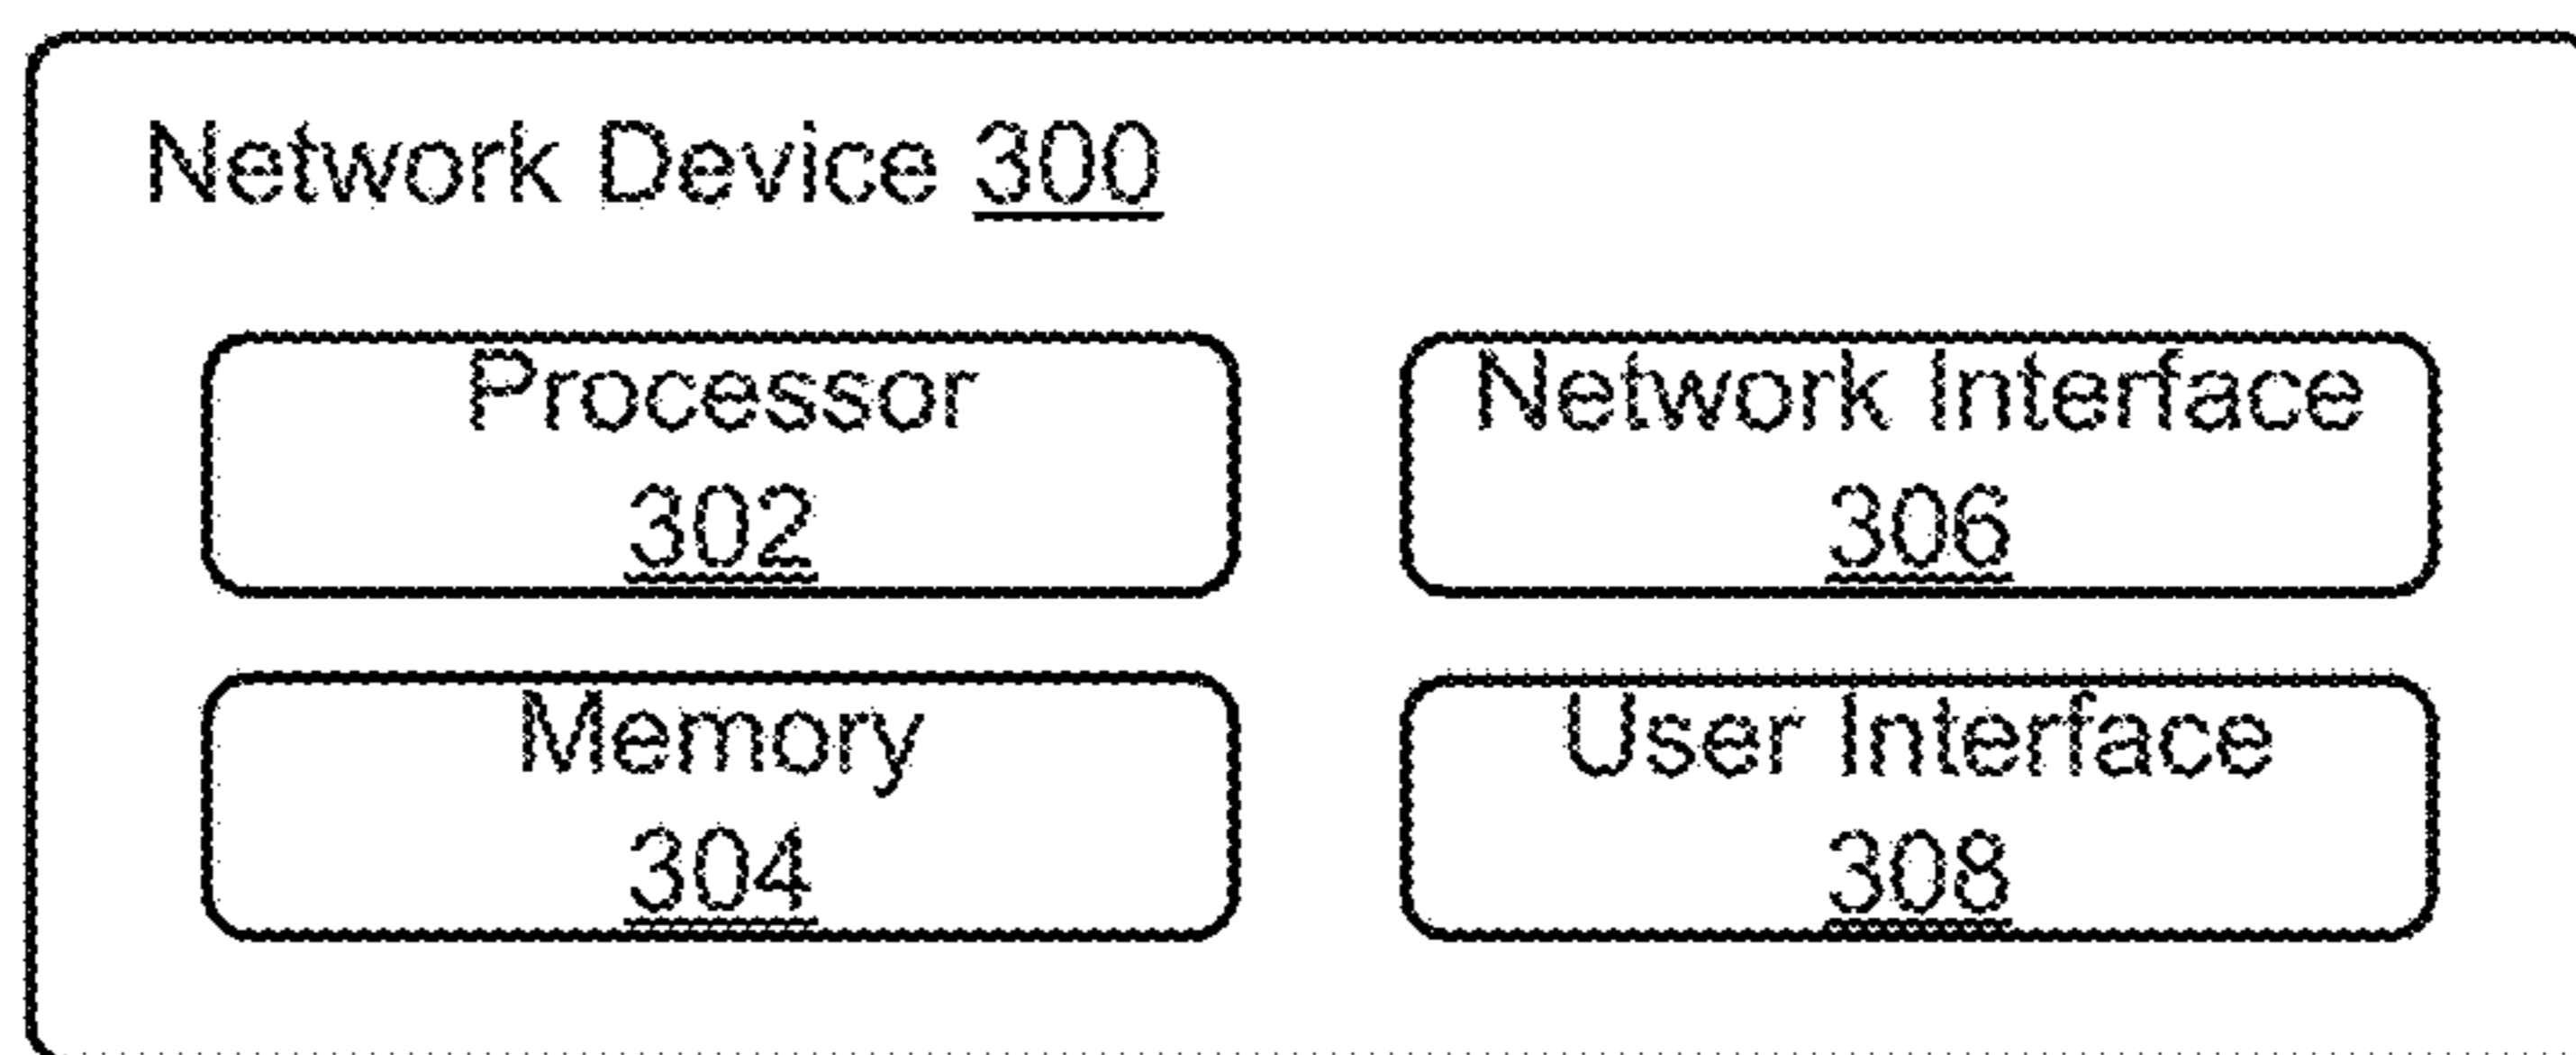 Network Device 300
Processor
302
Network Interface
306
Memory
304
User Interface
308